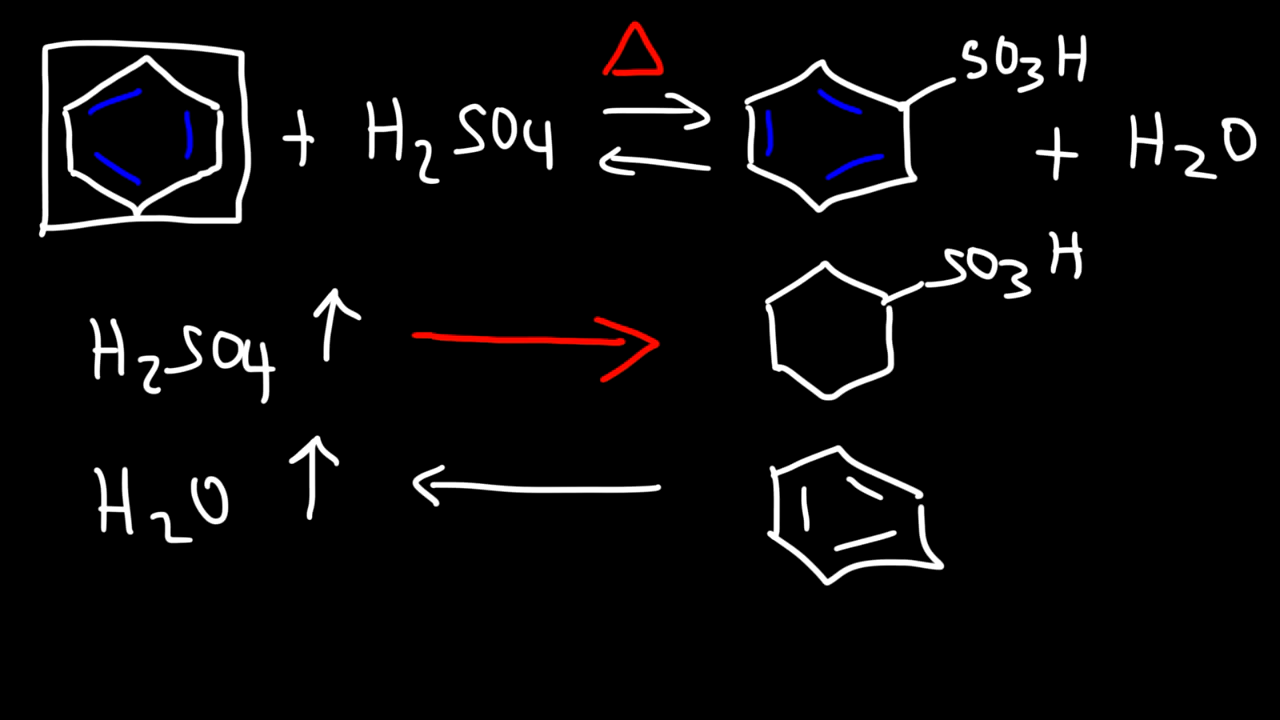 + H₂SO₄ Δ ⇌ SO₃H + H₂O
H₂SO₄ ↑ → SO₃H
H₂O ↑ ←